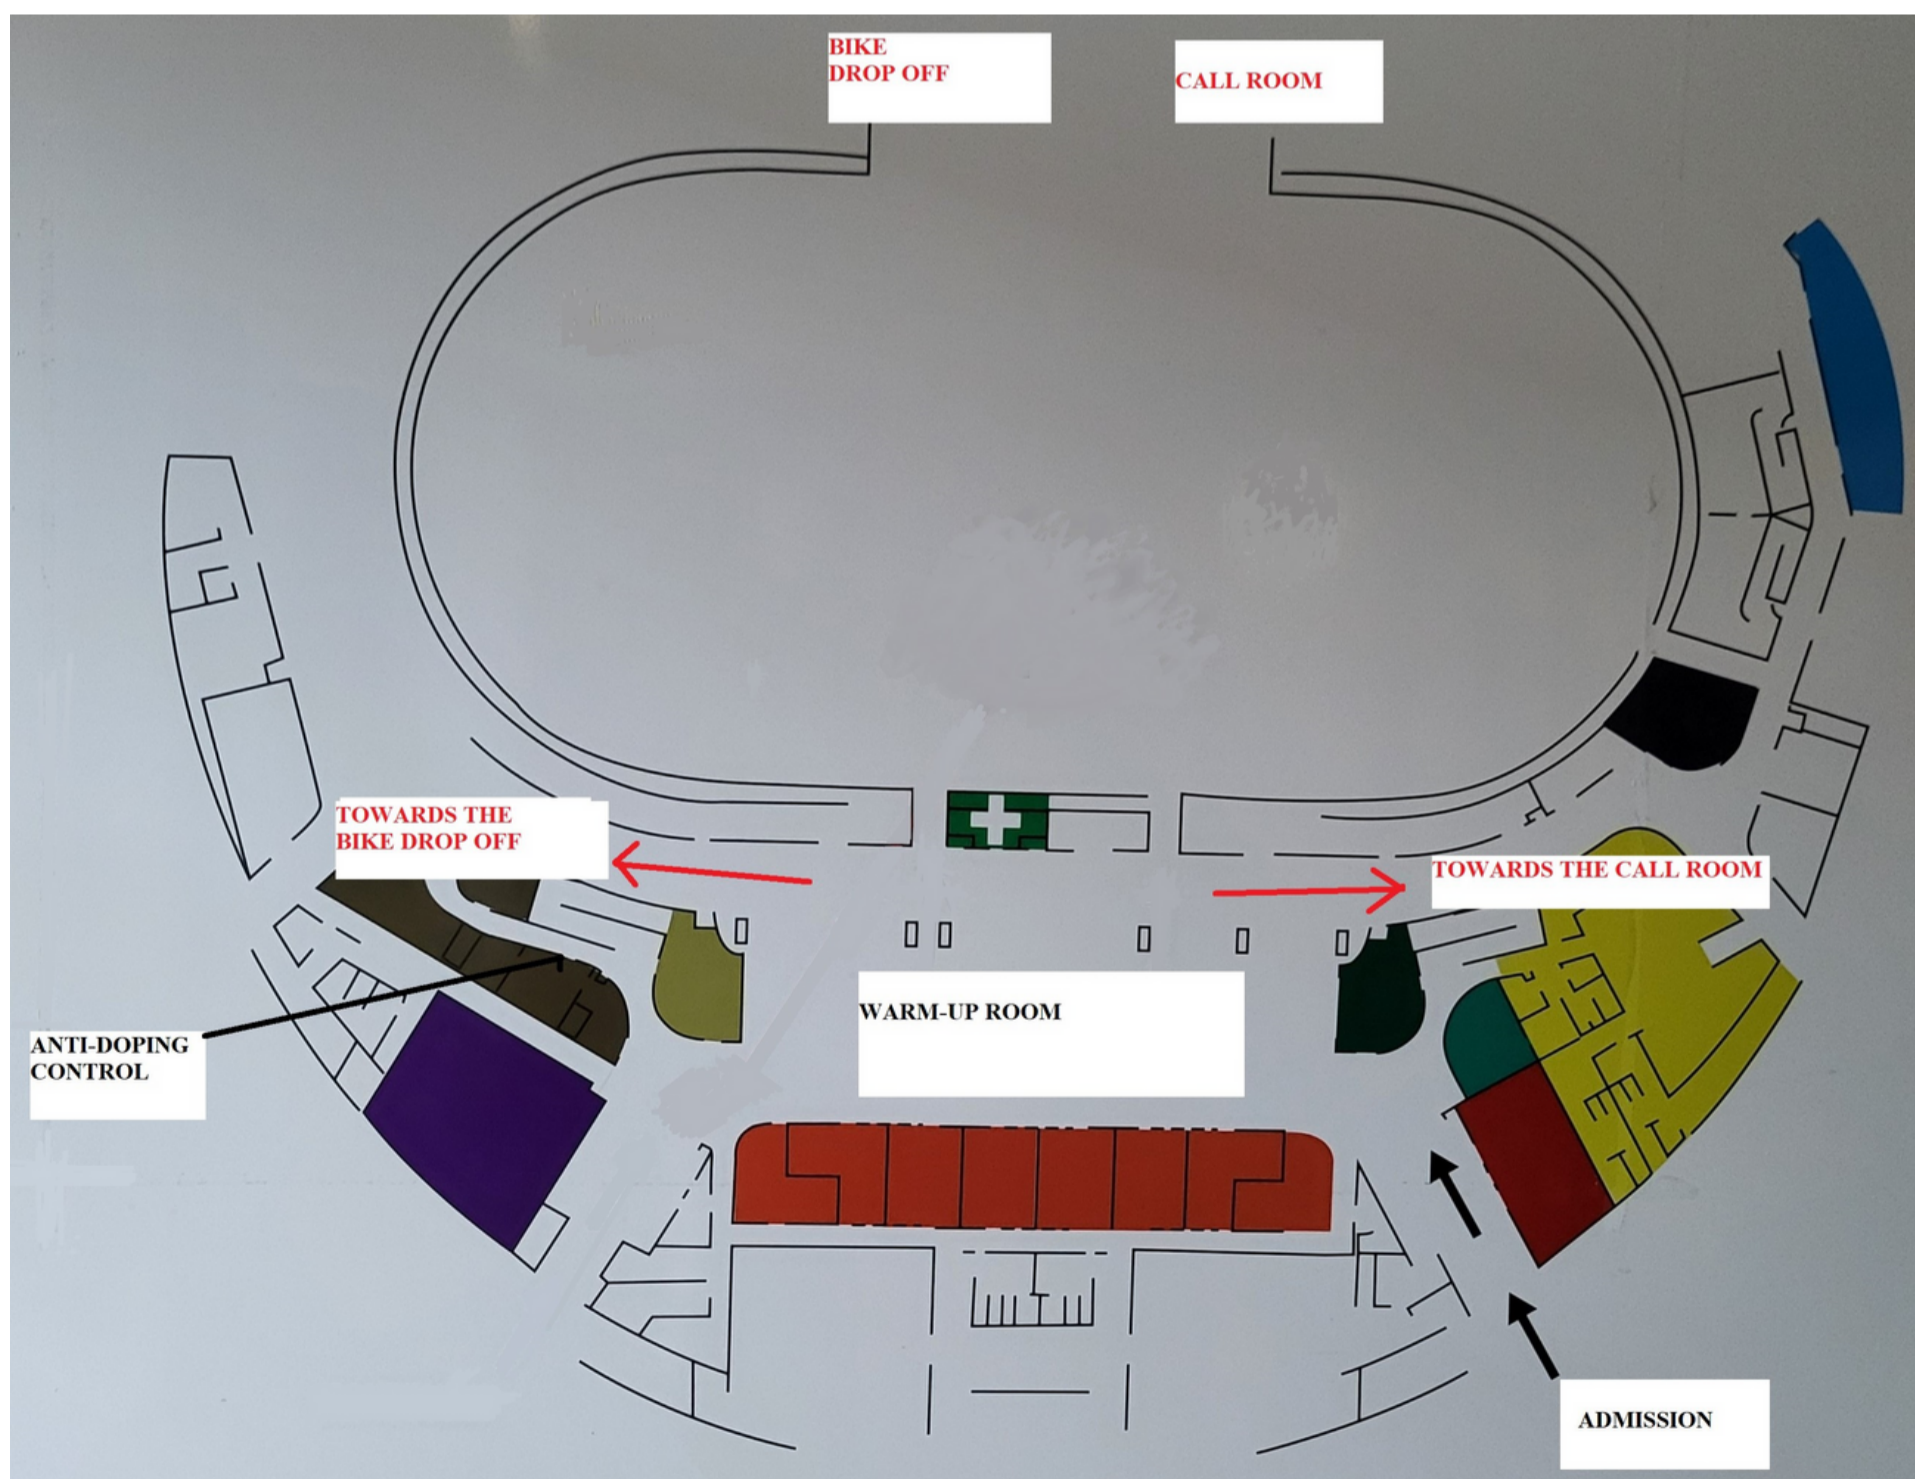 BIKE
DROP OFF
CALL ROOM
TOWARDS THE
BIKE DROP OFF
TOWARDS THE CALL ROOM
WARM-UP ROOM
ANTI-DOPING
CONTROL
ADMISSION